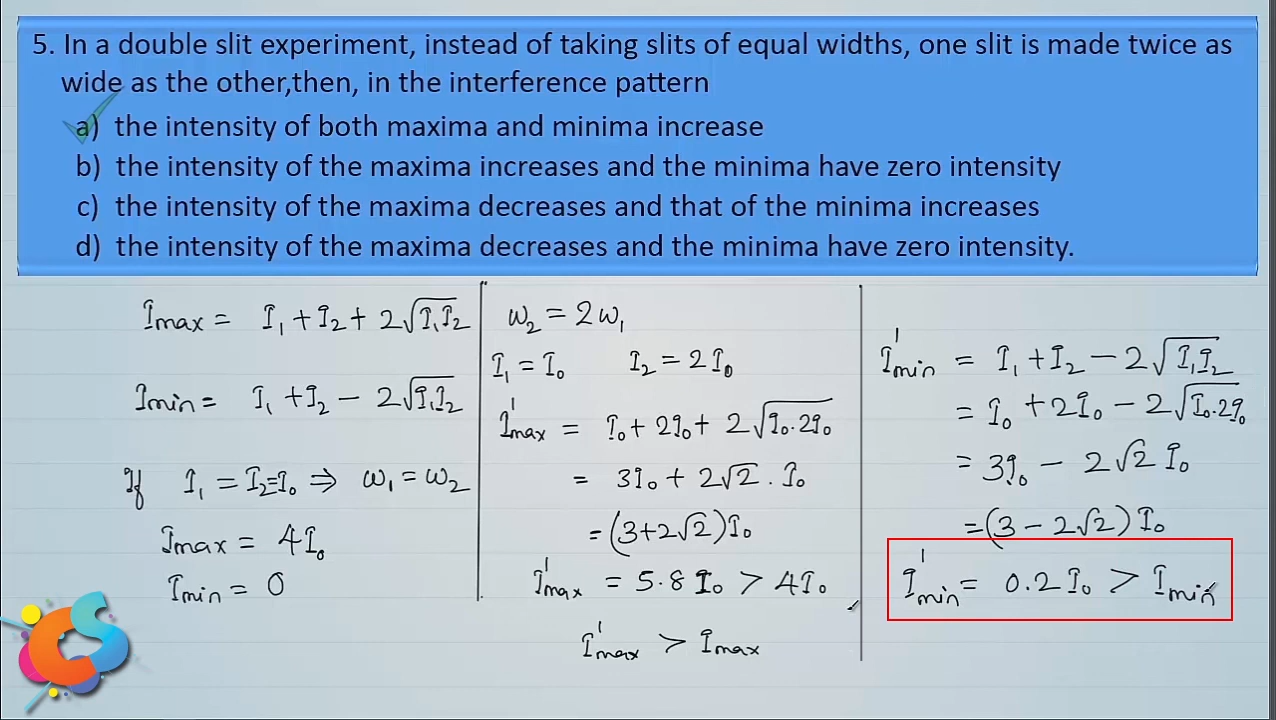 5. In a double slit experiment, instead of taking slits of equal widths, one slit is made twice as
wide as the other,then, in the interference pattern
a) the intensity of both maxima and minima increase
b) the intensity of the maxima increases and the minima have zero intensity
c) the intensity of the maxima decreases and that of the minima increases
d) the intensity of the maxima decreases and the minima have zero intensity.
Imax = I₁ + I₂ + 2√I₁I₂
Imin = I₁ + I₂ − 2√I₁I₂
If I₁ = I₂=I₀ ⇒ ω₁ = ω₂
Imax = 4I₀
Imin = 0
ω₂ = 2ω₁
I₁ = I₀ I₂ = 2I₀
I'max = I₀ + 2I₀ + 2√I₀.2I₀
= 3I₀ + 2√2 . I₀
= (3+2√2)I₀
I'max = 5.8 I₀ > 4I₀
I'max > Imax
I'min = I₁ + I₂ − 2√I₁I₂
= I₀ + 2I₀ − 2√I₀.2I₀
= 3I₀ − 2√2 I₀
= (3 − 2√2) I₀
I'min = 0.2 I₀ > Imin
CS